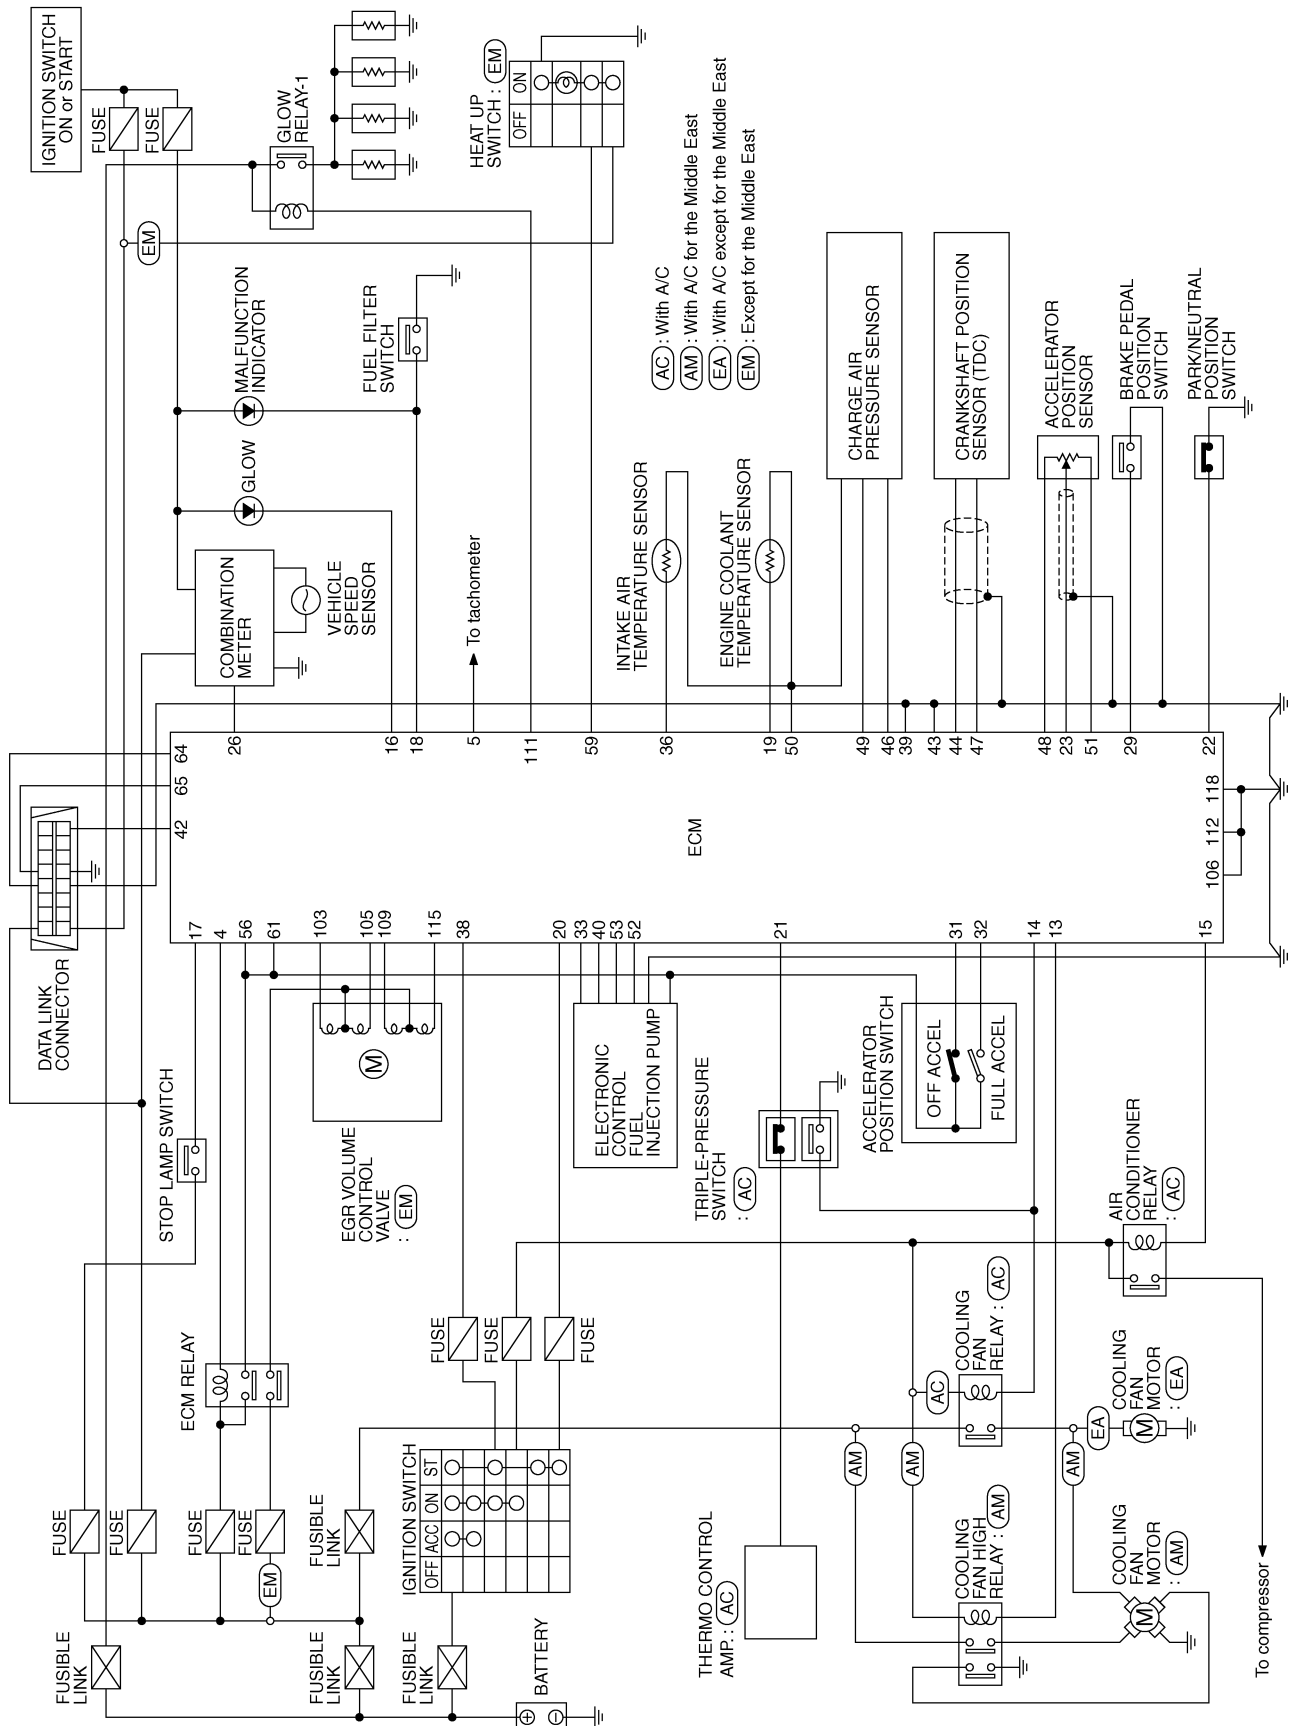 IGNITION SWITCH
ON or START
FUSE
FUSE
GLOW
RELAY-1
HEAT UP
SWITCH : EM
OFF
ON
EM
MALFUNCTION
INDICATOR
FUEL FILTER
SWITCH
GLOW
AC : With A/C
AM : With A/C for the Middle East
EA : With A/C except for the Middle East
EM : Except for the Middle East
COMBINATION
METER
VEHICLE
SPEED
SENSOR
To tachometer
INTAKE AIR
TEMPERATURE SENSOR
ENGINE COOLANT
TEMPERATURE SENSOR
CHARGE AIR
PRESSURE SENSOR
CRANKSHAFT POSITION
SENSOR (TDC)
ACCELERATOR
POSITION
SENSOR
BRAKE PEDAL
POSITION
SWITCH
PARK/NEUTRAL
POSITION
SWITCH
64
65
42
26
16
18
5
111
59
36
19
50
49
46
39
43
44
47
48
23
51
29
22
118
112
106
ECM
DATA LINK
CONNECTOR
17
4
56
61
103
105
109
115
38
20
33
40
53
52
21
31
32
14
13
15
STOP LAMP SWITCH
M
EGR VOLUME
CONTROL
VALVE
: EM
ELECTRONIC
CONTROL
FUEL
INJECTION PUMP
TRIPLE-PRESSURE
SWITCH
: AC
ACCELERATOR
POSITION SWITCH
OFF ACCEL
FULL ACCEL
AIR
CONDITIONER
RELAY
: AC
ECM RELAY
FUSE
FUSE
FUSE
COOLING
FAN
RELAY : AC
AC
COOLING
FAN
MOTOR
: EA
EA
M
FUSE
FUSE
FUSE
FUSE
EM
FUSIBLE
LINK
IGNITION SWITCH
OFF
ACC
ON
ST
AM
AM
AM
THERMO CONTROL
AMP. : AC
COOLING
FAN HIGH
RELAY : AM
COOLING
FAN
MOTOR
: AM
M
To compressor
FUSIBLE
LINK
FUSIBLE
LINK
FUSIBLE
LINK
BATTERY